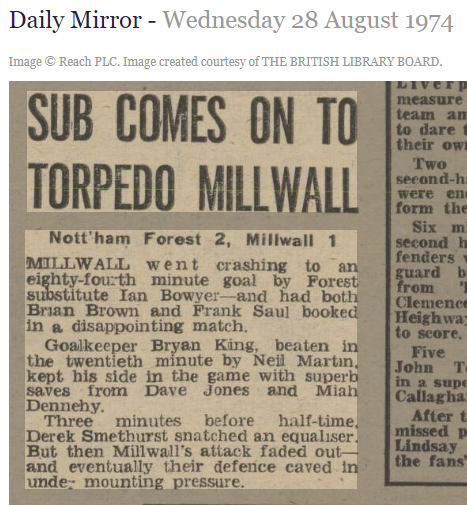 Daily Mirror - Wednesday 28 August 1974
Image © Reach PLC. Image created courtesy of THE BRITISH LIBRARY BOARD.
SUB COMES ON TO
TORPEDO MILLWALL
Nott'ham Forest 2, Millwall 1
MILLWALL went crashing to an
eighty-fourth minute goal by Forest
substitute Ian Bowyer—and had both
Brian Brown and Frank Saul booked
in a disappointing match.
Goalkeeper Bryan King, beaten in
the twentieth minute by Neil Martin,
kept his side in the game with superb
saves from Dave Jones and Miah
Dennehy.
Three minutes before half-time,
Derek Smethurst snatched an equaliser.
But then Millwall's attack faded out—
and eventually their defence caved in
under mounting pressure.
Liverp
measure
team an
to dare
their ow
Two
second-h
were en
form the
Six m
second h
fenders
guard b
from
Clemence
Heighway
to score.
Five
John T
in a supe
Callagha
After t
missed p
Lindsay
the fans'